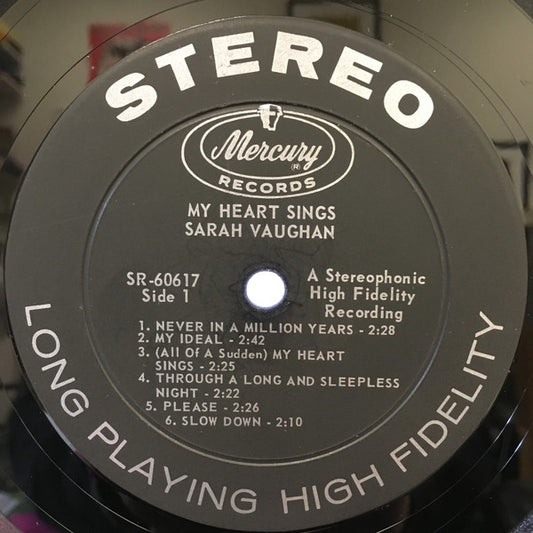 STEREO
Mercury
®
RECORDS
MY HEART SINGS
SARAH VAUGHAN
SR-60617
Side 1
A Stereophonic
High Fidelity
Recording
1. NEVER IN A MILLION YEARS - 2:28
2. MY IDEAL - 2:42
3. (All Of A Sudden) MY HEART
SINGS - 2:25
4. THROUGH A LONG AND SLEEPLESS
NIGHT - 2:22
5. PLEASE - 2:26
6. SLOW DOWN - 2:10
LONG PLAYING HIGH FIDELITY